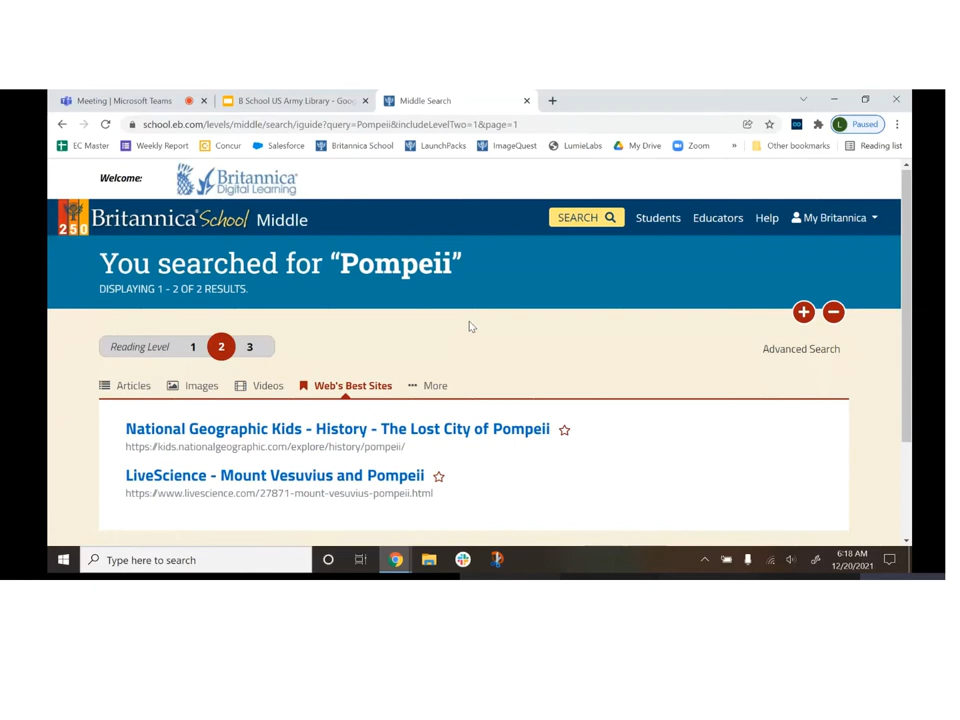 Meeting | Microsoft Teams
B School US Army Library - Goo
Middle Search
school.eb.com/levels/middle/search/iguide?query=Pompeii&includeLevelTwo=1&page=1
L Paused
EC Master Weekly Report Concur Salesforce Britannica School LaunchPacks ImageQuest LumieLabs My Drive Zoom » Other bookmarks Reading list
Welcome: Britannica
Digital Learning
250 Britannica School Middle SEARCH Students Educators Help My Britannica
You searched for “Pompeii”
DISPLAYING 1 - 2 OF 2 RESULTS.
Reading Level 1 2 3
Advanced Search
Articles Images Videos Web's Best Sites More
National Geographic Kids - History - The Lost City of Pompeii
https://kids.nationalgeographic.com/explore/history/pompeii/
LiveScience - Mount Vesuvius and Pompeii
https://www.livescience.com/27871-mount-vesuvius-pompeii.html
Type here to search
6:18 AM
12/20/2021